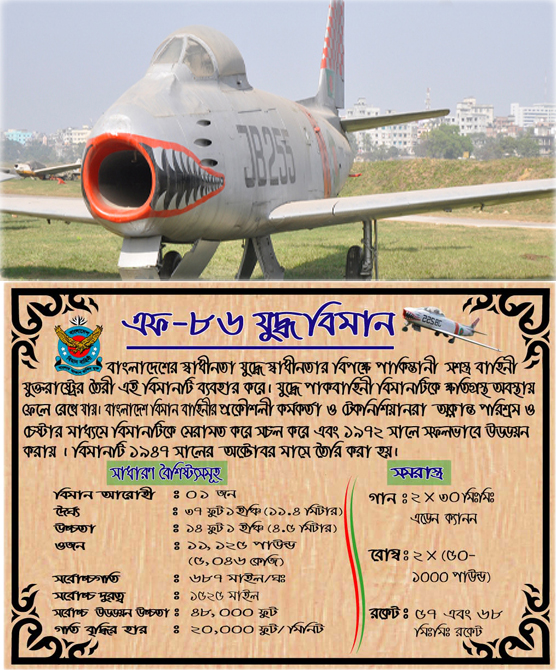 JB255
এফ-৮৬ যুদ্ধবিমান
বাংলাদেশের স্বাধীনতা যুদ্ধে স্বাধীনতার বিপক্ষে পাকিস্তানী সশস্ত্র বাহিনী
যুক্তরাস্ট্রের তৈরী এই বিমানটি ব্যবহার করে। যুদ্ধে পাকবাহিনী বিমানটিকে ক্ষতিগ্রস্থ অবস্থায়
ফেলে রেখে যায়। বাংলাদেশ বিমান বাহিনীর প্রকৌশলী কর্মকর্তা ও টেকনিশিয়ানরা অক্লান্ত পরিশ্রম ও
চেস্টার মাধ্যমে বিমানটিকে মেরামত করে সচল করে এবং ১৯৭২ সালে সফলভাবে উড্ডয়ন
করায় । বিমানটি ১৯৪৭ সালের অক্টোবর মাসে তৈরি করা হয়।
সাধারণ বৈশিষ্ট্যসমূহ
বিমান আরোহী : ০১ জন
দৈর্ঘ্য : ৩৭ ফুট ১ ইঞ্চি (১১.৪ মিটার)
উচ্চতা : ১৪ ফুট ১ ইঞ্চি (৪.৫ মিটার)
ওজন : ১১,১২৫ পাউন্ড
(৫,০৪৬ কেজি)
সর্বোচ্চগতি : ৬৮৭ মাইল/ঘঃ
সর্বোচ্চ দুরত্ব : ১৫২৫ মাইল
সর্বোচ্চ উড্ডয়ন উচ্চতা : ৪৮,০০০ ফুট
গতি বৃদ্ধির হার : ২০,০০০ ফুট/মিনিট
সমরাস্ত্র
গান : ২ X ৩০ মিঃমিঃ
এডেন ক্যানন
বোম্ব : ২ X (৫০-
১০০০ পাউন্ড)
রকেট : ৫৭ এবং ৬৮
মিঃমিঃ রকেট